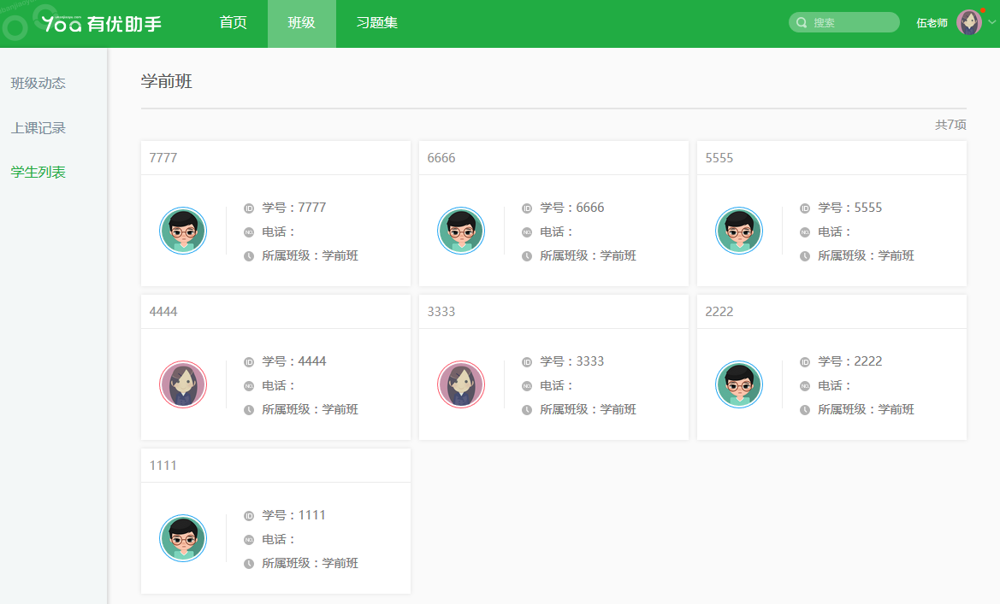 Yoa 有优助手
首页
班级
习题集
搜索
伍老师
班级动态
上课记录
学生列表
学前班
共7项
7777
学号：7777
电话：
所属班级：学前班
6666
学号：6666
电话：
所属班级：学前班
5555
学号：5555
电话：
所属班级：学前班
4444
学号：4444
电话：
所属班级：学前班
3333
学号：3333
电话：
所属班级：学前班
2222
学号：2222
电话：
所属班级：学前班
1111
学号：1111
电话：
所属班级：学前班